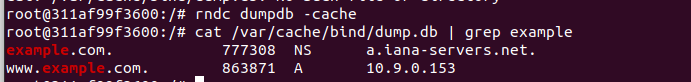 root@311af99f3600:/# rndc dumpdb -cache
root@311af99f3600:/# cat /var/cache/bind/dump.db | grep example
example.com. 777308 NS a.iana-servers.net.
www.example.com. 863871 A 10.9.0.153